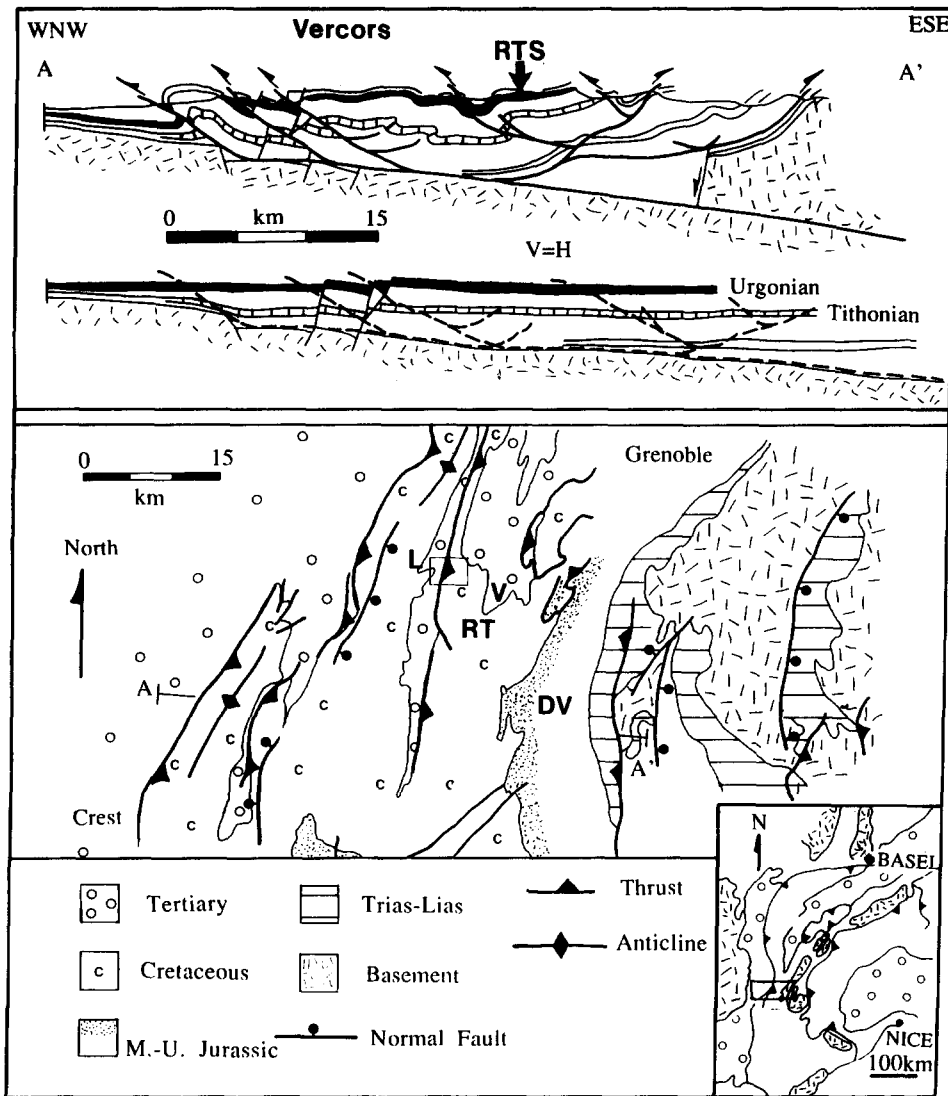 WNW Vercors ESE
RTS
A A'
0 km 15
V=H
Urgonian
Tithonian
0 15
km
Grenoble
North
c c
c c
c
L c
V
RT
c
A
c c
DV
c
c
c
c
c
A'
c
Crest c c c
N
BASEL
NICE
100km
Tertiary Trias-Lias Thrust
c Cretaceous Basement Anticline
M.-U. Jurassic Normal Fault